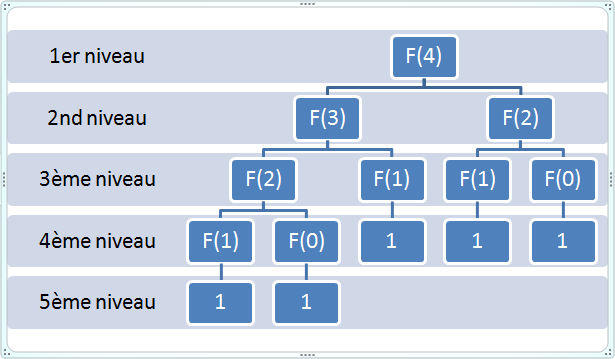 1er niveau F(4)
2nd niveau F(3) F(2)
3ème niveau F(2) F(1) F(1) F(0)
4ème niveau F(1) F(0) 1 1 1
5ème niveau 1 1